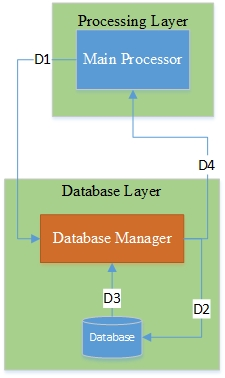 Processing Layer
D1
Main Processor
D4
Database Layer
Database Manager
D3
D2
Database